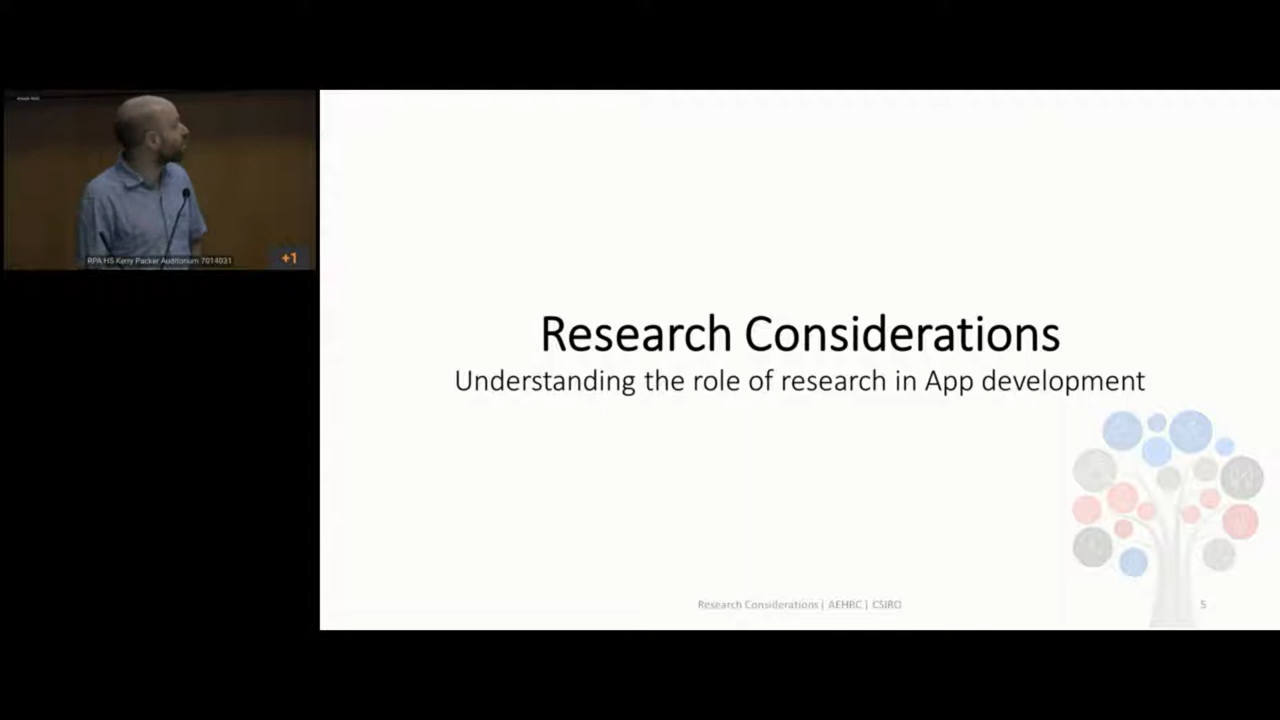 RPA HS Kerry Packer Auditorium 7014031
+1
Research Considerations
Understanding the role of research in App development
Research Considerations | AEHRC | CSIRO
5